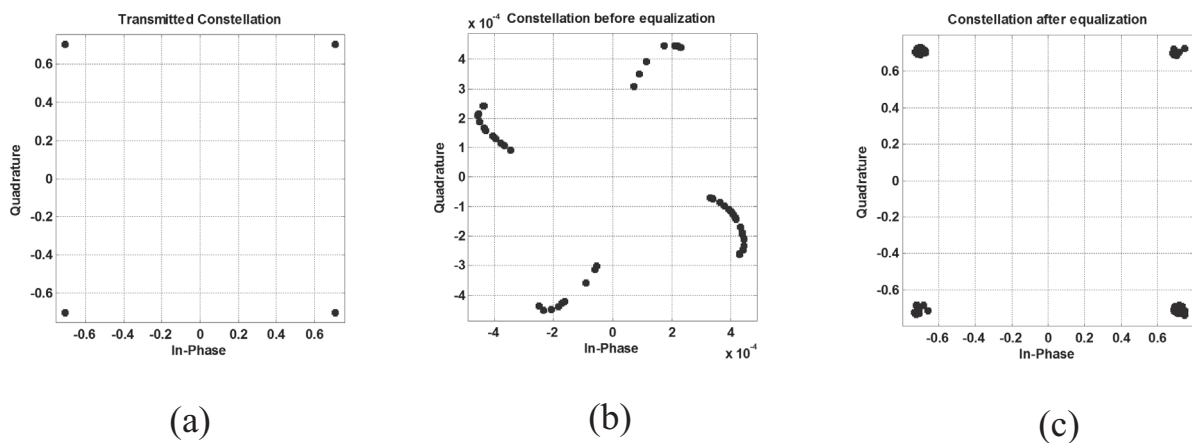 Transmitted Constellation
0.6
0.4
0.2
0
-0.2
-0.4
-0.6
Quadrature
-0.6 -0.4 -0.2 0 0.2 0.4 0.6
In-Phase
(a)
x 10⁻⁴ Constellation before equalization
4
3
2
1
0
-1
-2
-3
-4
Quadrature
-4 -2 0 2 4
In-Phase x 10⁻⁴
(b)
Constellation after equalization
0.6
0.4
0.2
0
-0.2
-0.4
-0.6
Quadrature
-0.6 -0.4 -0.2 0 0.2 0.4 0.6
In-Phase
(c)